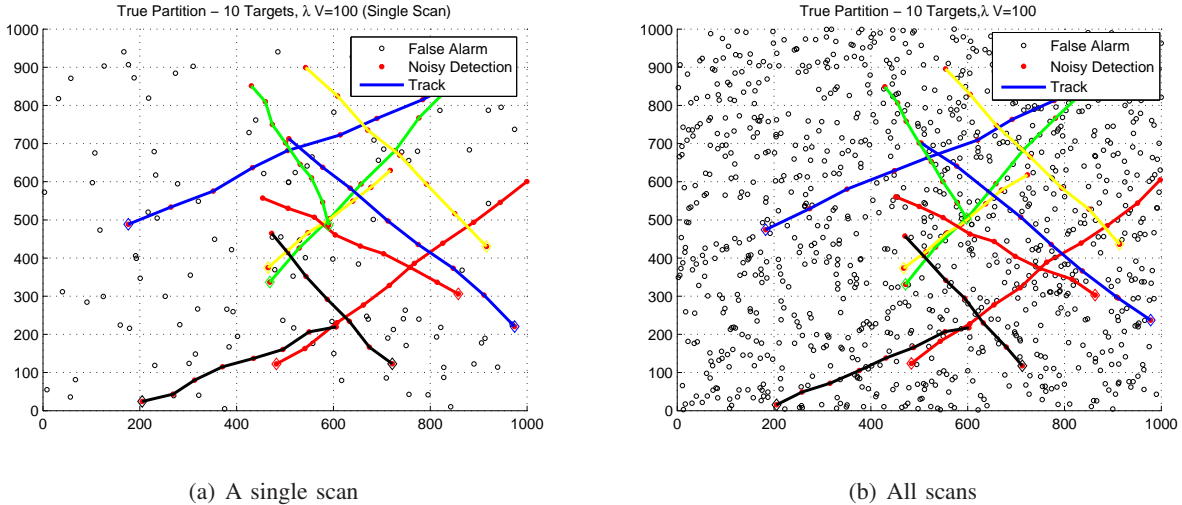 True Partition − 10 Targets, λ V=100 (Single Scan)
1000
900
800
700
600
500
400
300
200
100
0
0 200 400 600 800 1000
False Alarm
Noisy Detection
Track
(a) A single scan
True Partition − 10 Targets,λ V=100
1000
900
800
700
600
500
400
300
200
100
0
0 200 400 600 800 1000
False Alarm
Noisy Detection
Track
(b) All scans